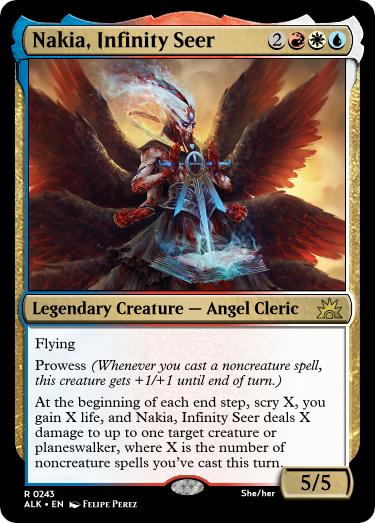 Nakia, Infinity Seer 2
Legendary Creature — Angel Cleric
Flying
Prowess (Whenever you cast a noncreature spell,
this creature gets +1/+1 until end of turn.)
At the beginning of each end step, scry X, you
gain X life, and Nakia, Infinity Seer deals X
damage to up to one target creature or
planeswalker, where X is the number of
noncreature spells you've cast this turn.
5/5
R 0243 She/her
ALK • EN Felipe Perez